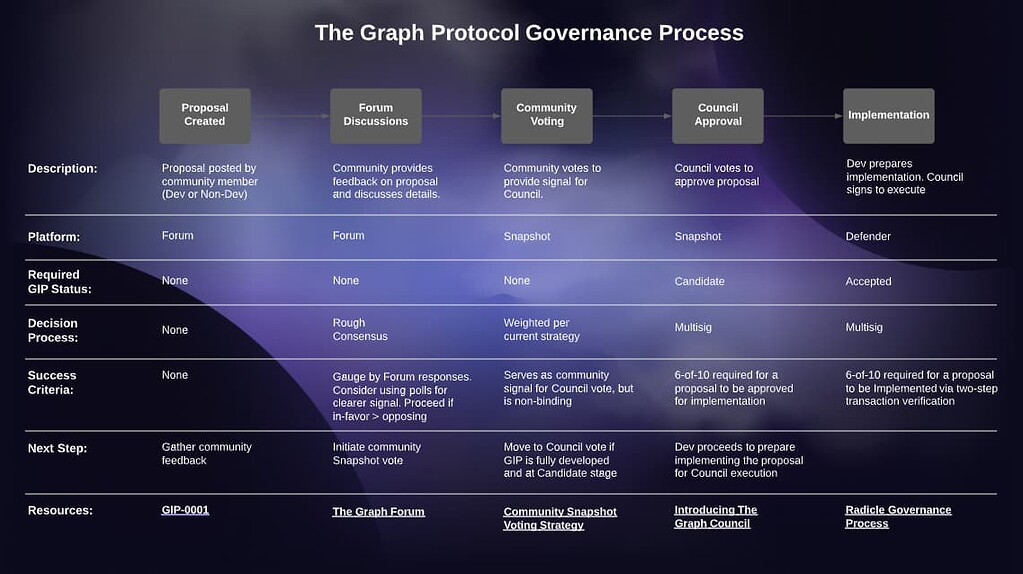 The Graph Protocol Governance Process
Proposal
Created
Forum
Discussions
Community
Voting
Council
Approval
Implementation
Description:
Proposal posted by
community member
(Dev or Non-Dev)
Community provides
feedback on proposal
and discusses details.
Community votes to
provide signal for
Council.
Council votes to
approve proposal
Dev prepares
implementation. Council
signs to execute
Platform:
Forum
Forum
Snapshot
Snapshot
Defender
Required
GIP Status:
None
None
None
Candidate
Accepted
Decision
Process:
None
Rough
Consensus
Weighted per
current strategy
Multisig
Multisig
Success
Criteria:
None
Gauge by Forum responses.
Consider using polls for
clearer signal. Proceed if
in-favor > opposing
Serves as community
signal for Council vote, but
is non-binding
6-of-10 required for a
proposal to be approved
for implementation
6-of-10 required for a proposal
to be Implemented via two-step
transaction verification
Next Step:
Gather community
feedback
Initiate community
Snapshot vote
Move to Council vote if
GIP is fully developed
and at Candidate stage
Dev proceeds to prepare
implementing the proposal
for Council execution
Resources:
GIP-0001
The Graph Forum
Community Snapshot
Voting Strategy
Introducing The
Graph Council
Radicle Governance
Process